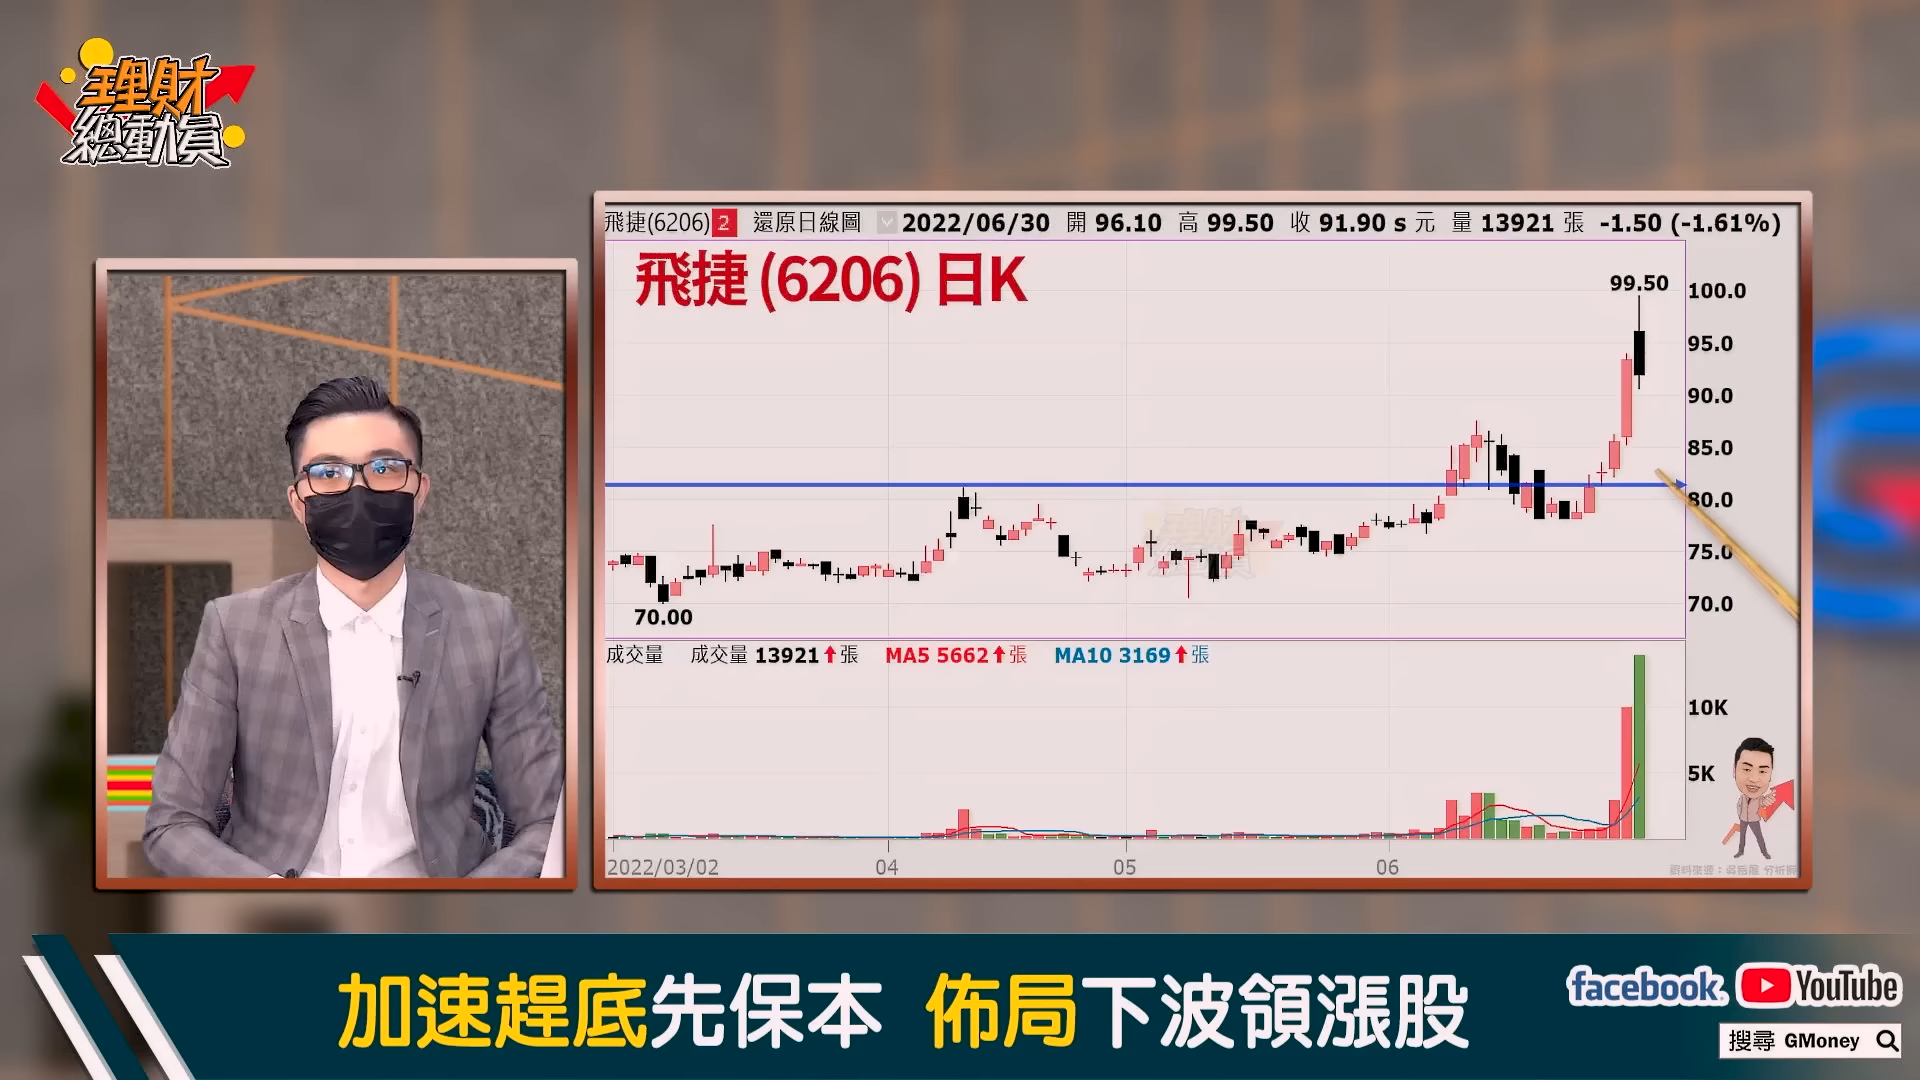 理財
總動員
飛捷(6206) 2 還原日線圖 2022/06/30 開 96.10 高 99.50 收 91.90 s 元 量 13921 張 -1.50 (-1.61%)
飛捷 (6206) 日K
99.50
100.0
95.0
90.0
85.0
80.0
75.0
70.0
70.00
成交量 成交量 13921 張 MA5 5662 張 MA10 3169 張
10K
5K
2022/03/02 04 05 06
加速趕底先保本 佈局下波領漲股
facebook.
YouTube
搜尋 GMoney